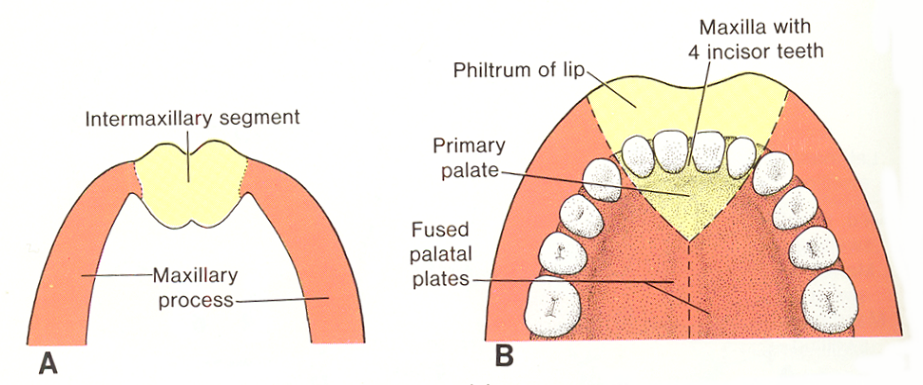 Intermaxillary segment
Maxillary
process
A
Maxilla with
4 incisor teeth
Philtrum of lip
Primary
palate
Fused
palatal
plates
B